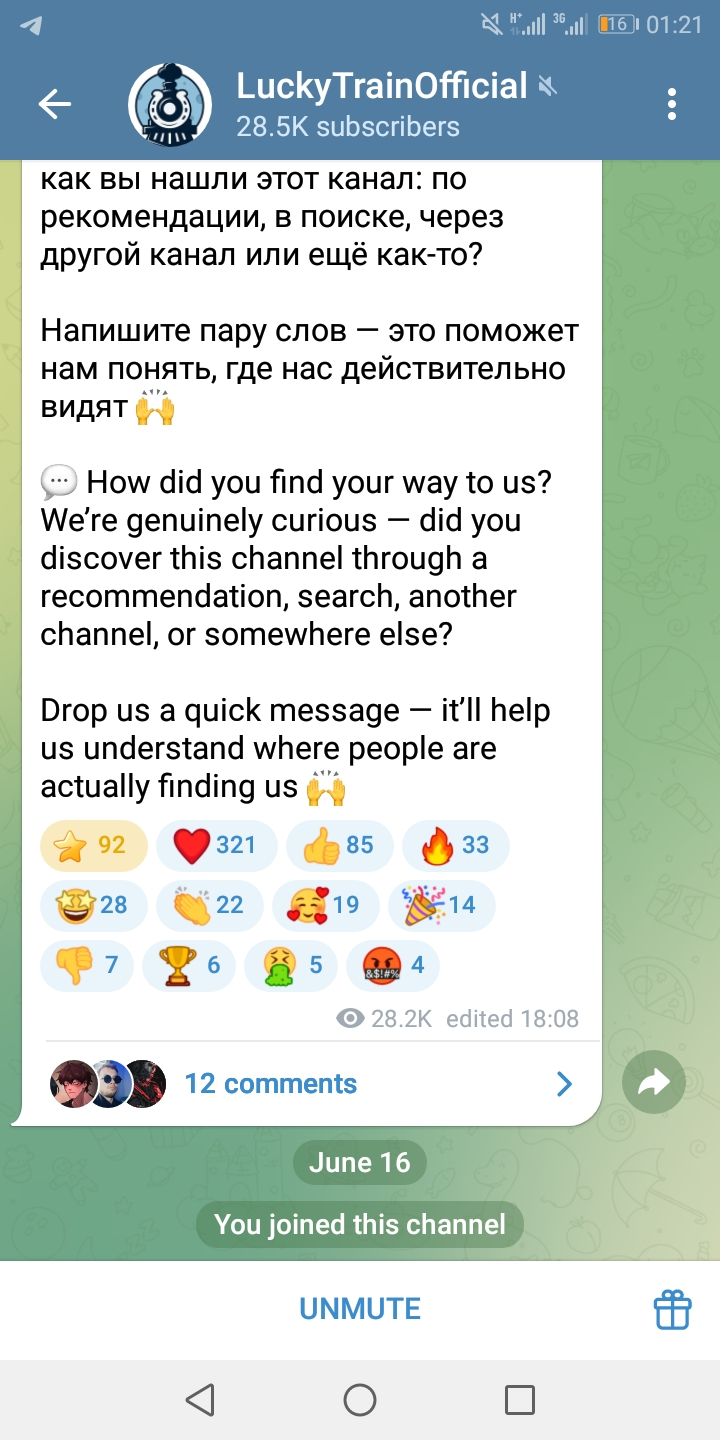 H+ 3G 16 01:21
LuckyTrainOfficial
28.5K subscribers
как вы нашли этот канал: по
рекомендации, в поиске, через
другой канал или ещё как-то?
Напишите пару слов — это поможет
нам понять, где нас действительно
видят 🙌
💬 How did you find your way to us?
We’re genuinely curious — did you
discover this channel through a
recommendation, search, another
channel, or somewhere else?
Drop us a quick message — it’ll help
us understand where people are
actually finding us 🙌
⭐ 92 ❤️ 321 👍 85 🔥 33
🤩 28 👏 22 🥰 19 🎉 14
👎 7 🏆 6 🤮 5 🤬 4
28.2K edited 18:08
12 comments
June 16
You joined this channel
UNMUTE